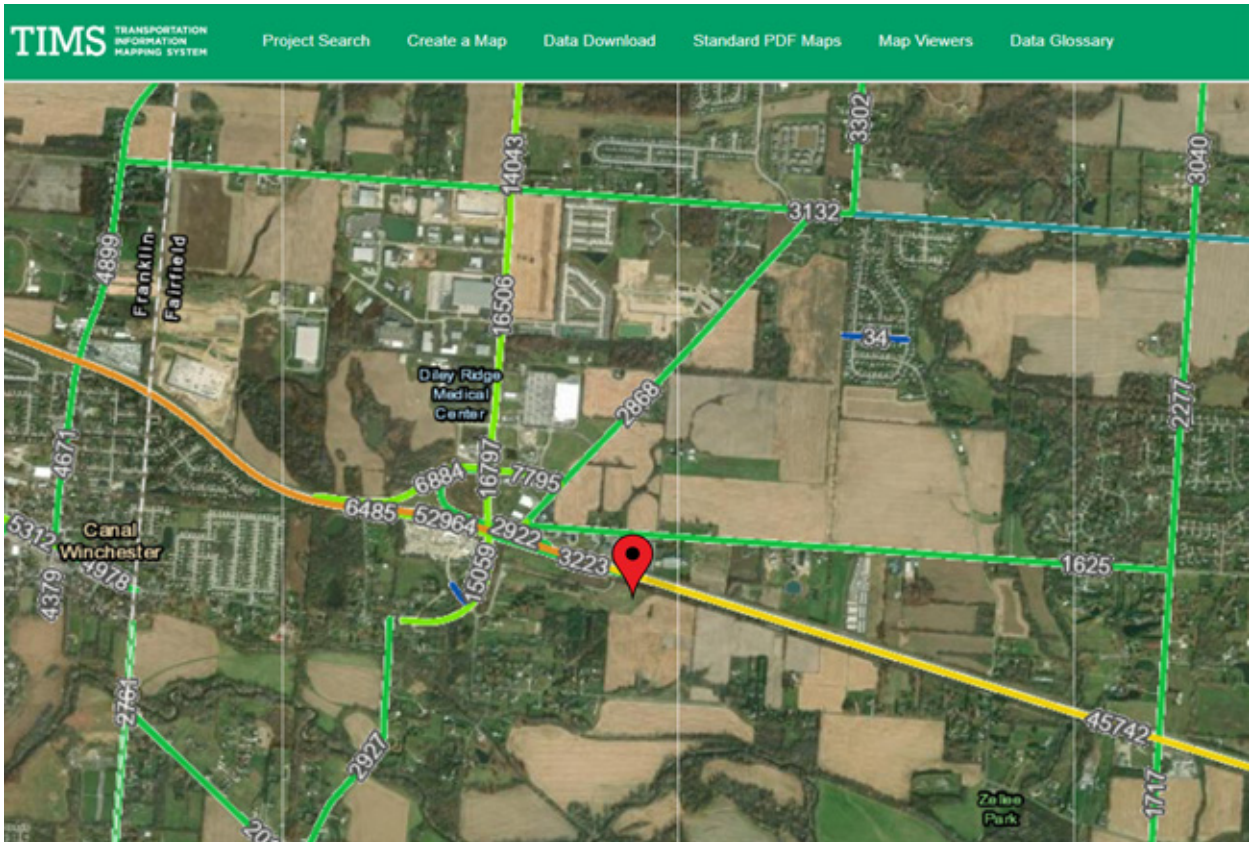 TIMS TRANSPORTATION
INFORMATION
MAPPING SYSTEM
Project Search Create a Map Data Download Standard PDF Maps Map Viewers Data Glossary
3302
14043
3040
3132
4899
Franklin
Fairfield
16506
34
Diley Ridge
Medical
Center
2868
2277
4671
16797
6884
7795
6485
52964
2922
5312
Canal
Winchester
3223
1625
4978
15059
4379
2761
45742
2927
1717
Zeller
Park